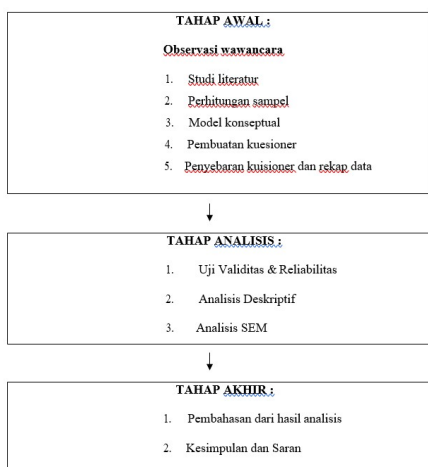 TAHAP AWAL :
Observasi wawancara
1. Studi literatur
2. Perhitungan sampel
3. Model konseptual
4. Pembuatan kuesioner
5. Penyebaran kuisioner dan rekap data
TAHAP ANALISIS :
1. Uji Validitas & Reliabilitas
2. Analisis Deskriptif
3. Analisis SEM
TAHAP AKHIR :
1. Pembahasan dari hasil analisis
2. Kesimpulan dan Saran